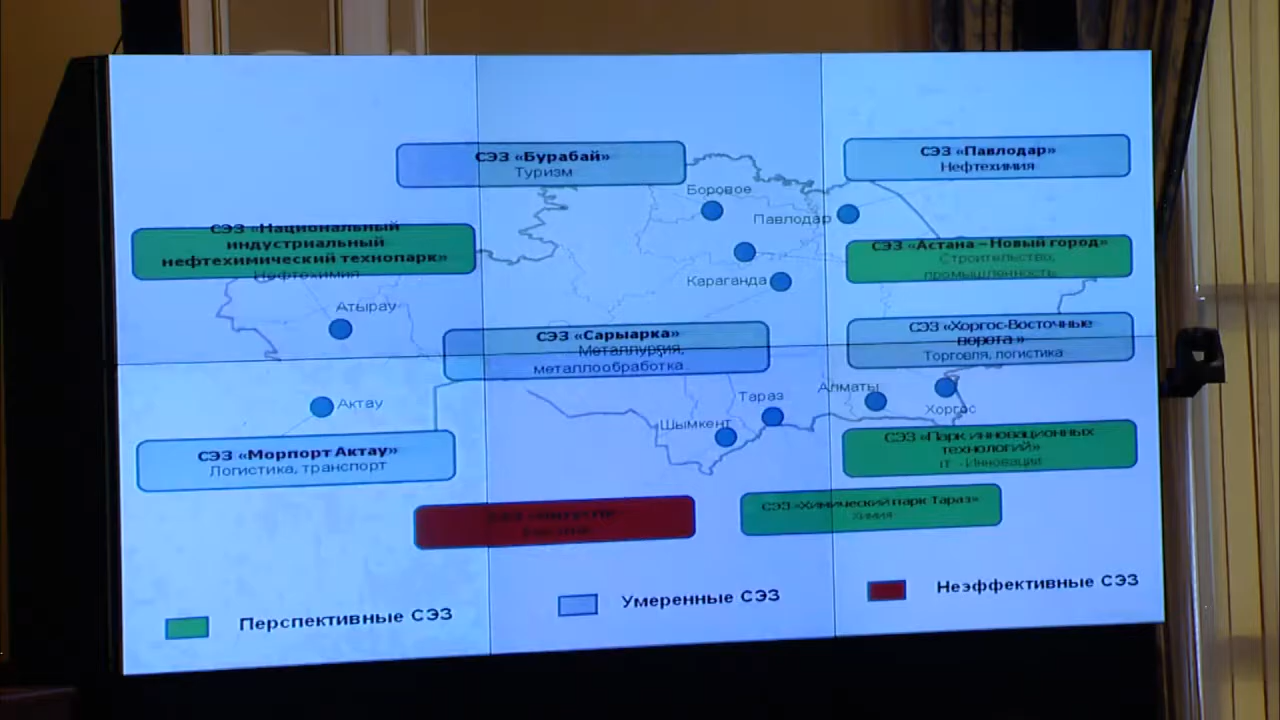 СЭЗ «Бурабай»
Туризм
СЭЗ «Павлодар»
Нефтехимия
Боровое
Павлодар
СЭЗ «Национальный
индустриальный
нефтехимический технопарк»
Нефтехимия
СЭЗ «Астана – Новый город»
Строительство,
промышленность
Караганда
Атырау
СЭЗ «Сарыарка»
Металлургия,
металлообработка
СЭЗ «Хоргос-Восточные
ворота »
Торговля, логистика
Актау
Тараз
Алматы
Хоргос
Шымкент
СЭЗ «Морпорт Актау»
Логистика, транспорт
СЭЗ «Парк инновационных
технологий»
IT - Инновации
СЭЗ
СЭЗ «Химический парк Тараз»
Химия
Перспективные СЭЗ
Умеренные СЭЗ
Неэффективные СЭЗ